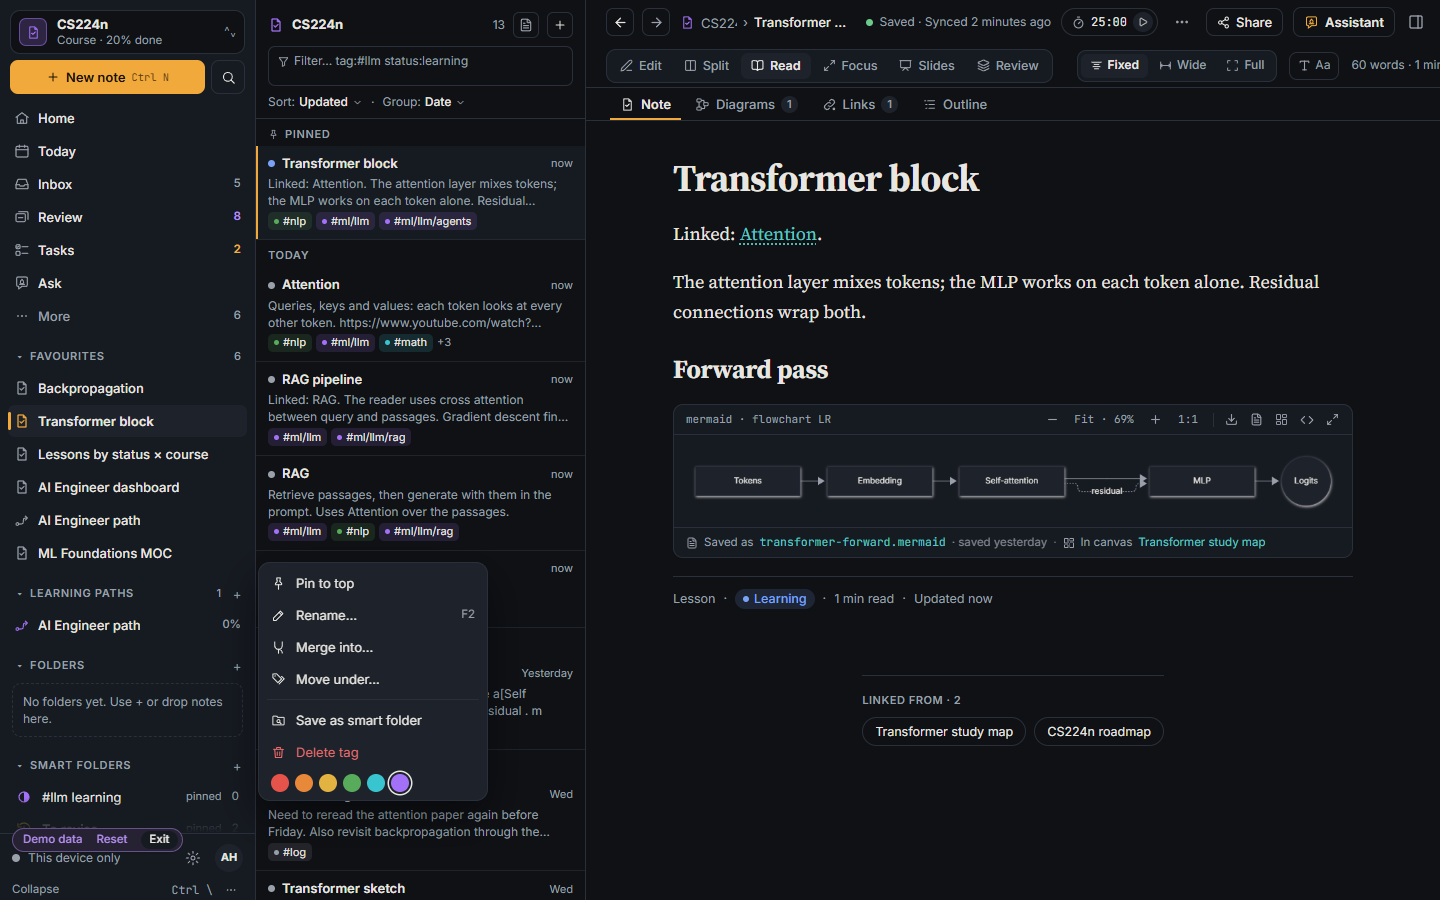 CS224n
Course · 20% done
New note Ctrl N
Home
Today
Inbox 5
Review 8
Tasks 2
Ask
More 6
FAVOURITES 6
Backpropagation
Transformer block
Lessons by status × course
AI Engineer dashboard
AI Engineer path
ML Foundations MOC
LEARNING PATHS 1 +
AI Engineer path 0%
FOLDERS +
No folders yet. Use + or drop notes
here.
SMART FOLDERS +
#llm learning pinned 0
Demo data Reset Exit
This device only AH
Collapse Ctrl \ ...
CS224n 13
Filter... tag:#llm status:learning
Sort: Updated · Group: Date
PINNED
Transformer block now
Linked: Attention. The attention layer mixes tokens;
the MLP works on each token alone. Residual...
#nlp #ml/llm #ml/llm/agents
TODAY
Attention now
Queries, keys and values: each token looks at every
other token. https://www.youtube.com/watch?...
#nlp #ml/llm #math +3
RAG pipeline now
Linked: RAG. The reader uses cross attention
between query and passages. Gradient descent fin...
#ml/llm #ml/llm/rag
RAG now
Retrieve passages, then generate with them in the
prompt. Uses Attention over the passages.
#ml/llm #nlp #ml/llm/rag
now
Pin to top
Rename... F2
Merge into...
Move under...
Save as smart folder
Delete tag
Yesterday
a[Self
sidual . m
Wed
Need to reread the attention paper again before
Friday. Also revisit backpropagation through the...
#log
Transformer sketch Wed
CS22 › Transformer ... Saved · Synced 2 minutes ago 25:00 ... Share Assistant
Edit Split Read Focus Slides Review Fixed Wide Full Aa 60 words · 1 min
Note Diagrams 1 Links 1 Outline
Transformer block
Linked: Attention.
The attention layer mixes tokens; the MLP works on each token alone. Residual
connections wrap both.
Forward pass
mermaid · flowchart LR — Fit · 69% + 1:1
Tokens Embedding Self-attention residual MLP Logits
Saved as transformer-forward.mermaid · saved yesterday · In canvas Transformer study map
Lesson · Learning · 1 min read · Updated now
LINKED FROM · 2
Transformer study map CS224n roadmap